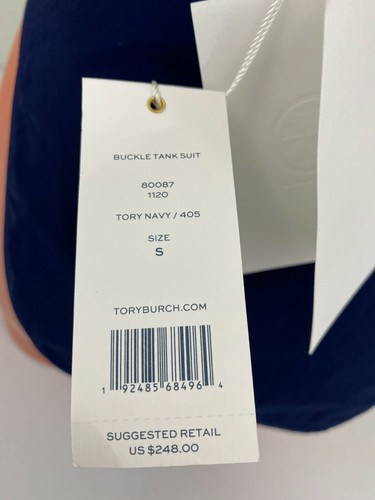 BUCKLE TANK SUIT
80087
1120
TORY NAVY / 405
SIZE
S
TORYBURCH.COM
1 92485 68496 4
SUGGESTED RETAIL
US $248.00